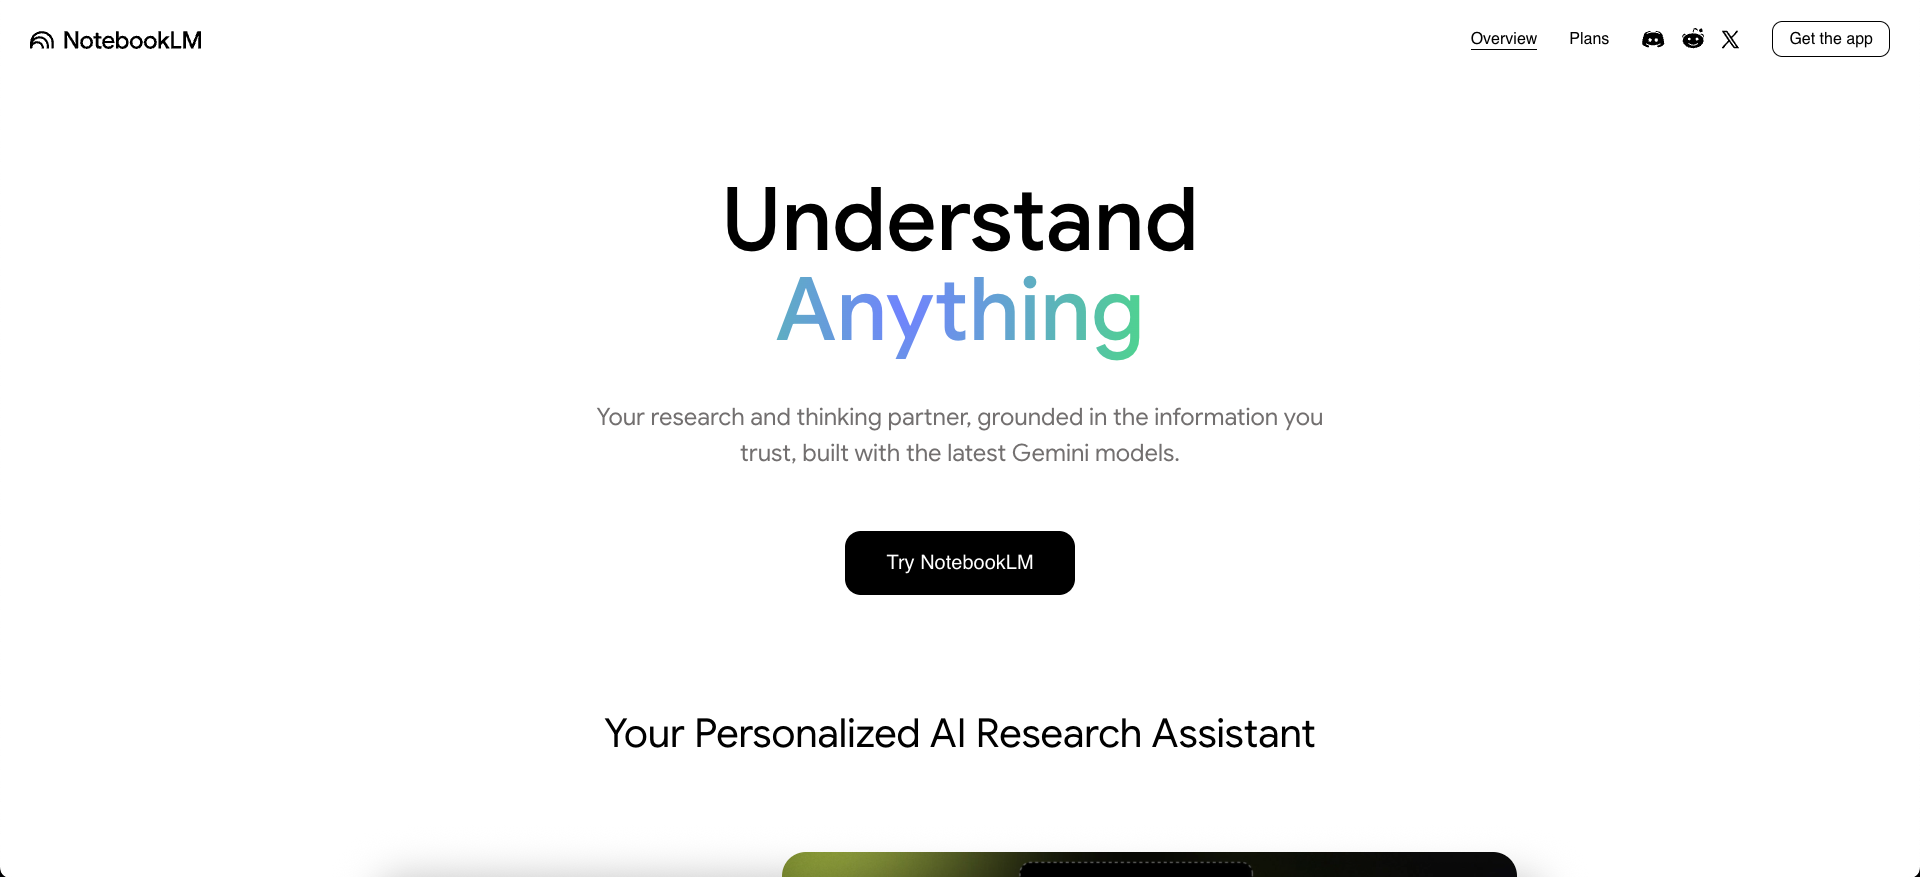 NotebookLM
Overview
Plans
Get the app
Understand
Anything
Your research and thinking partner, grounded in the information you
trust, built with the latest Gemini models.
Try NotebookLM
Your Personalized AI Research Assistant